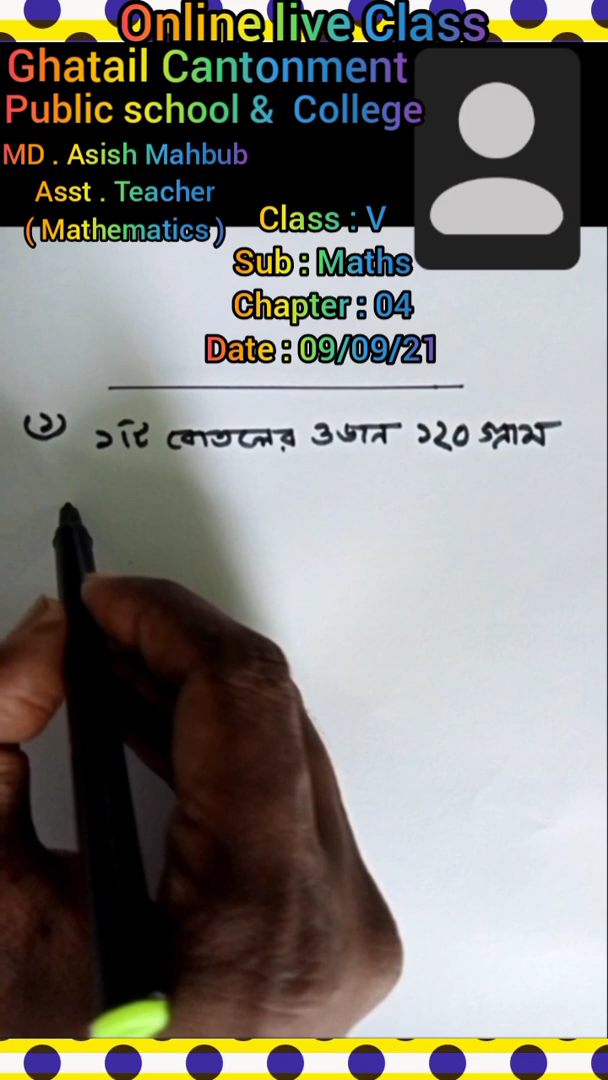 Online live Class
Ghatail Cantonment
Public school & College
MD . Asish Mahbub
Asst . Teacher
( Mathematics )
Class : V
Sub : Maths
Chapter : 04
Date : 09/09/21
(১) ১টি বোতলের ওজন ১২০ গ্রাম